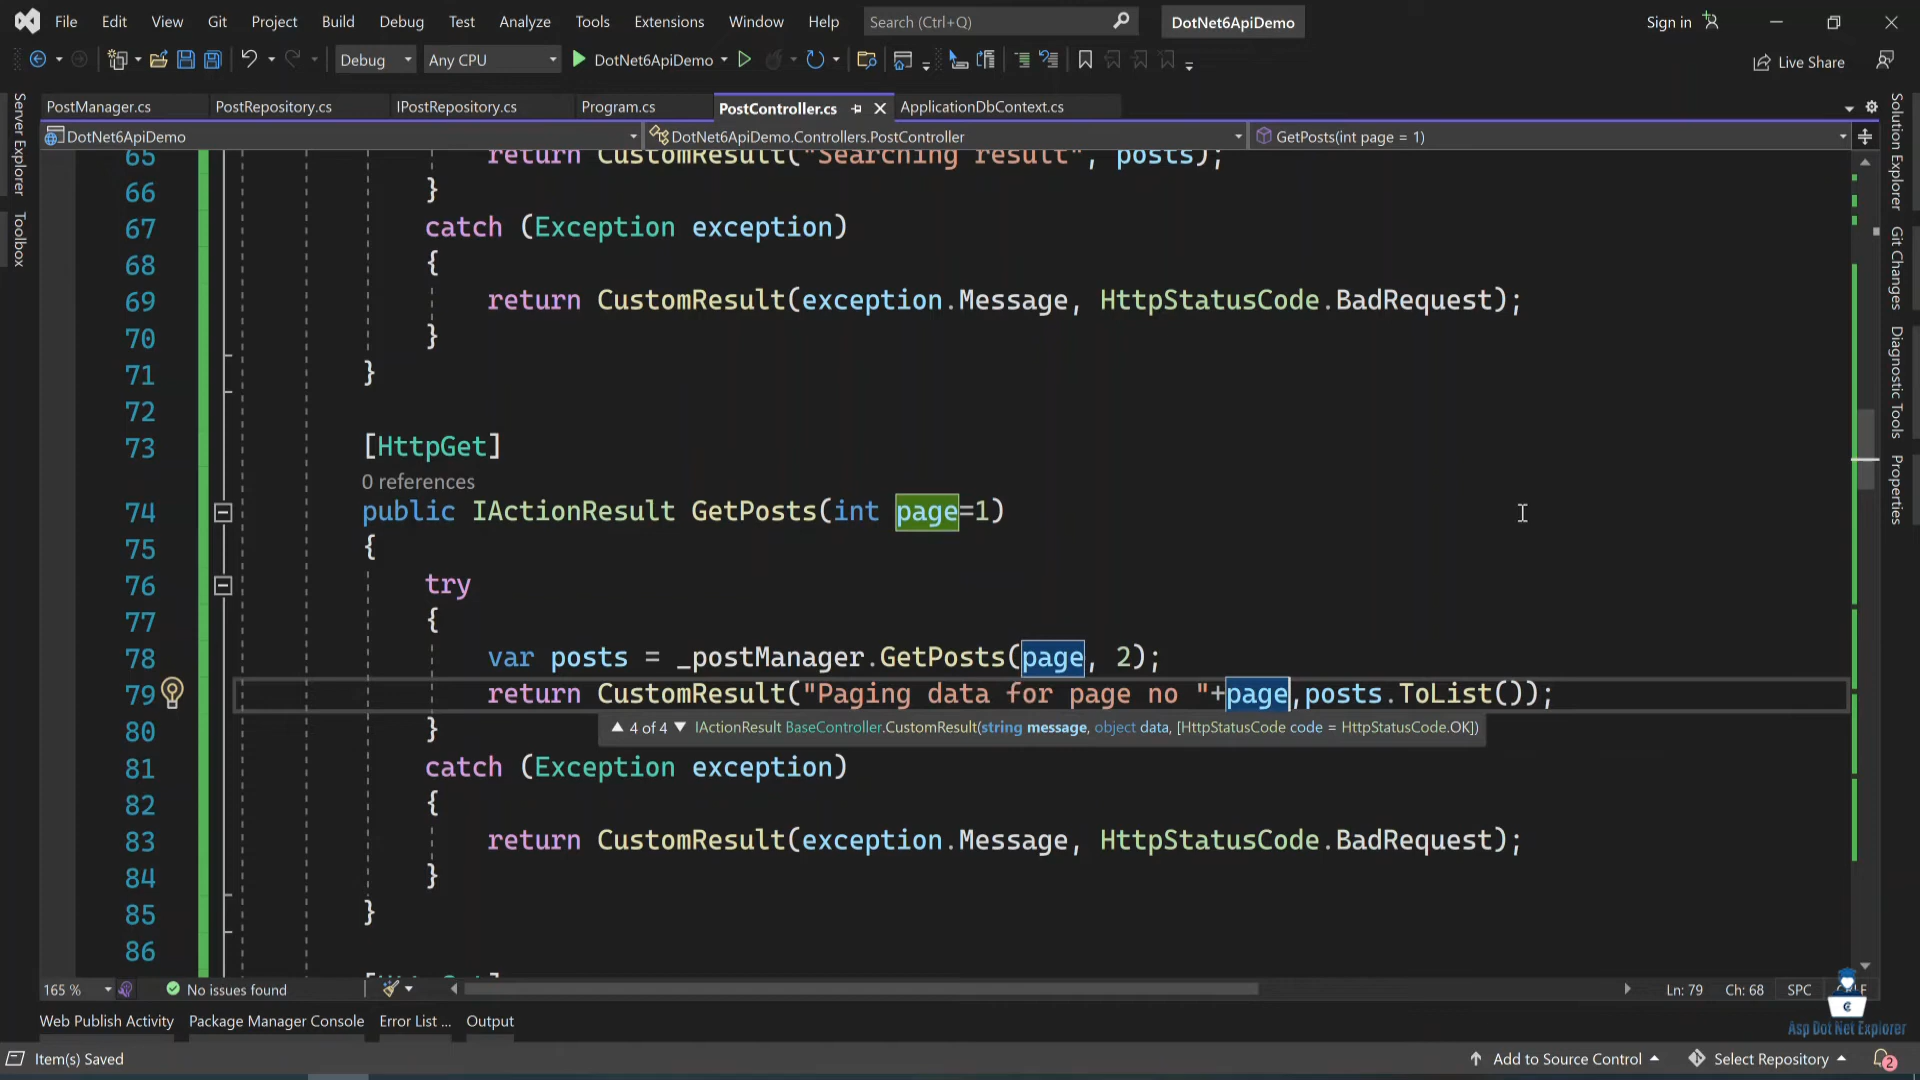 File Edit View Git Project Build Debug Test Analyze Tools Extensions Window Help Search (Ctrl+Q) DotNet6ApiDemo Sign in
Debug Any CPU DotNet6ApiDemo Live Share
PostManager.cs PostRepository.cs IPostRepository.cs Program.cs PostController.cs ApplicationDbContext.cs
DotNet6ApiDemo DotNet6ApiDemo.Controllers.PostController GetPosts(int page = 1)
Server Explorer
Toolbox
65 return CustomResult("Searching result", posts);
66 }
67 catch (Exception exception)
68 {
69 return CustomResult(exception.Message, HttpStatusCode.BadRequest);
70 }
71 }
72
73 [HttpGet]
0 references
74 public IActionResult GetPosts(int page=1)
75 {
76 try
77 {
78 var posts = _postManager.GetPosts(page, 2);
79 return CustomResult("Paging data for page no "+page,posts.ToList());
80 }
4 of 4 IActionResult BaseController.CustomResult(string message, object data, [HttpStatusCode code = HttpStatusCode.OK])
81 catch (Exception exception)
82 {
83 return CustomResult(exception.Message, HttpStatusCode.BadRequest);
84 }
85 }
86
Solution Explorer
Git Changes
Diagnostic Tools
Properties
165 % No issues found Ln: 79 Ch: 68 SPC
Asp Dot Net Explorer
Web Publish Activity Package Manager Console Error List ... Output
Item(s) Saved Add to Source Control Select Repository 2